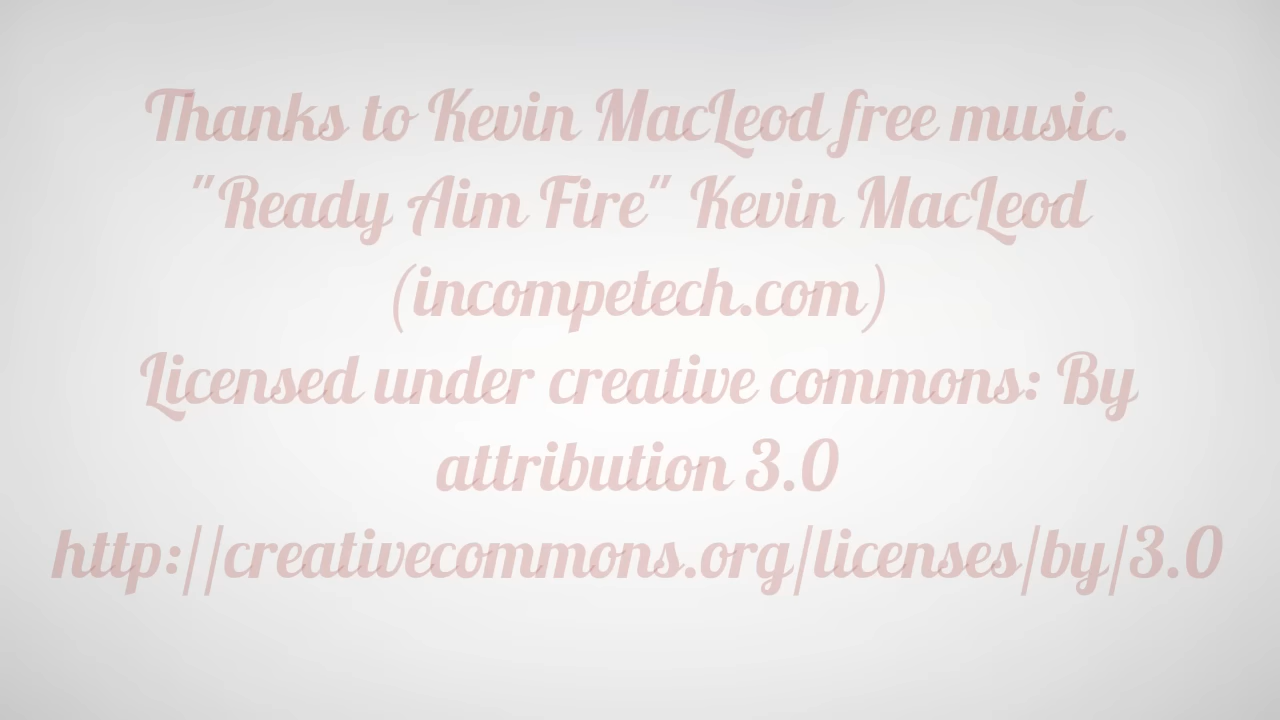 Thanks to Kevin MacLeod free music.
"Ready Aim Fire" Kevin MacLeod
(incompetech.com)
Licensed under creative commons: By
attribution 3.0
http://creativecommons.org/licenses/by/3.0